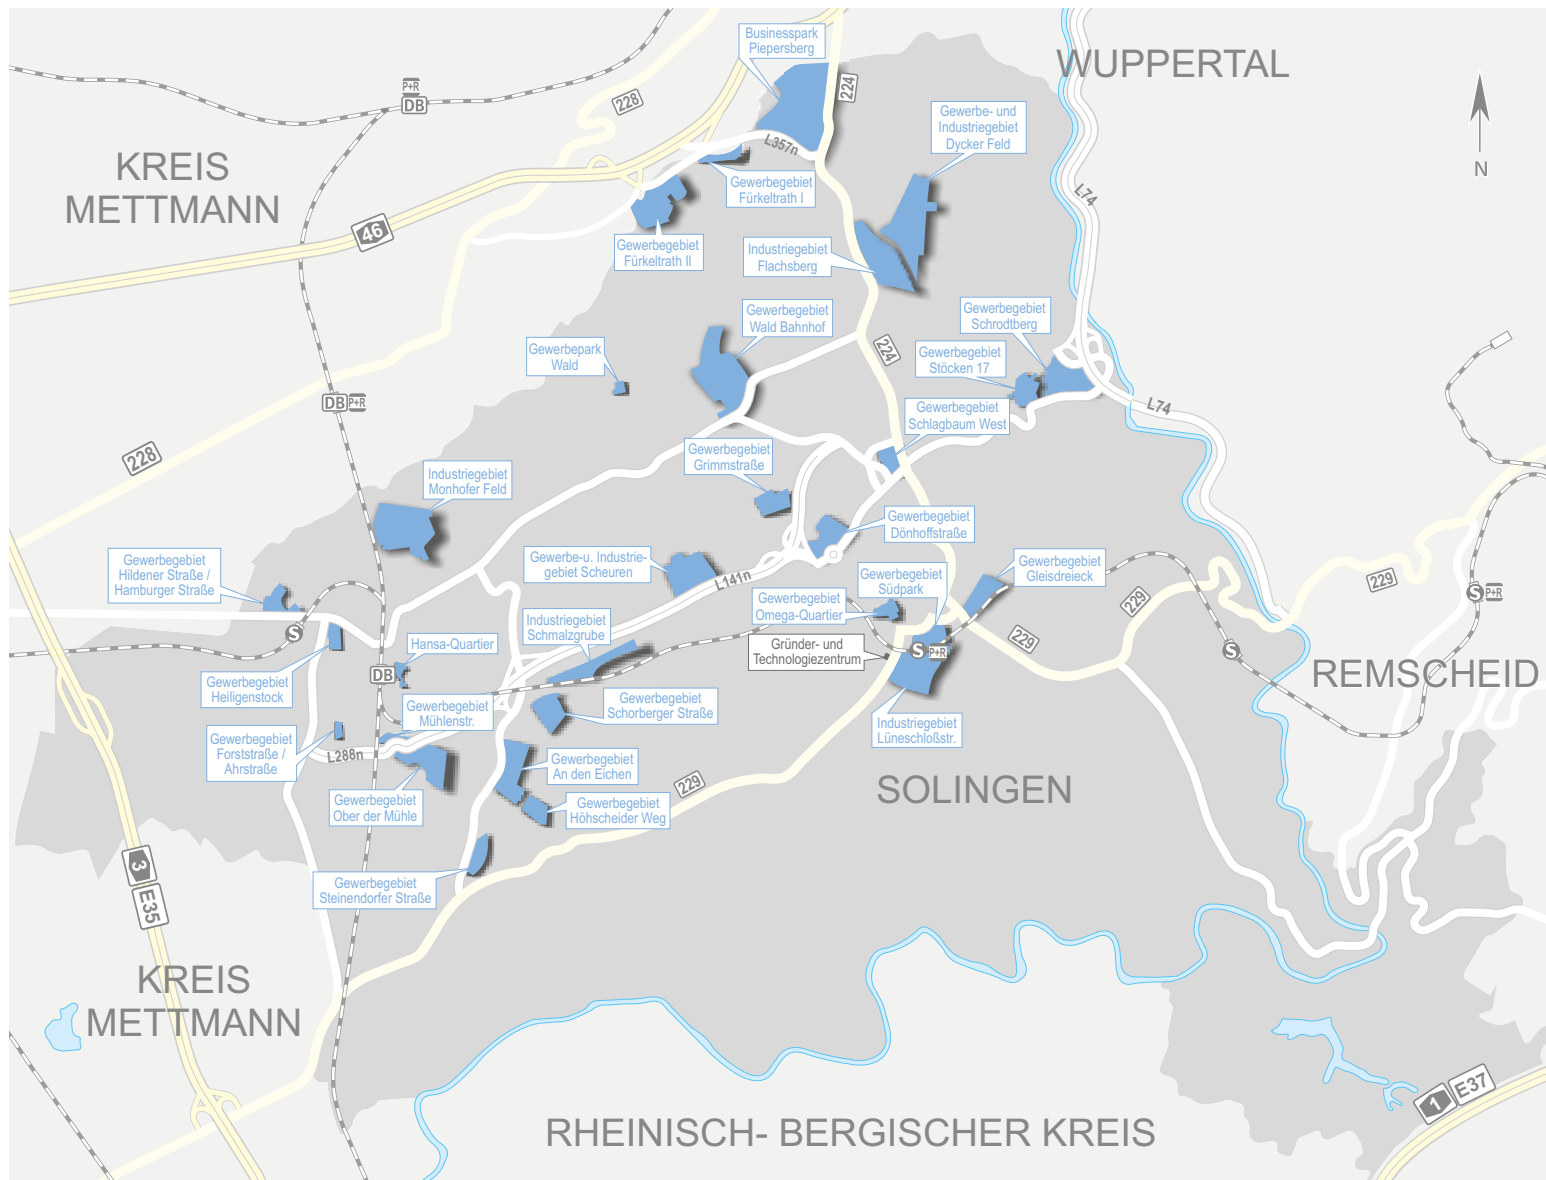 Businesspark
Piepersberg
WUPPERTAL
P+R
DB
228
224
Gewerbe- und
Industriegebiet
Dycker Feld
L357n
KREIS
METTMANN
Gewerbegebiet
Fürkeltrath I
N
L74
46
Gewerbegebiet
Fürkeltrath II
Industriegebiet
Flachsberg
Gewerbegebiet
Wald Bahnhof
Gewerbegebiet
Schrodtberg
Gewerbepark
Wald
224
Gewerbegebiet
Stöcken 17
DB
P+R
L74
Gewerbegebiet
Schlagbaum West
228
Gewerbegebiet
Grimmstraße
Industriegebiet
Monhofer Feld
Gewerbegebiet
Dönhoffstraße
Gewerbegebiet
Hildener Straße /
Hamburger Straße
Gewerbe-u. Industrie-
gebiet Scheuren
L141n
Gewerbegebiet
Südpark
Gewerbegebiet
Gleisdreieck
229
229
S
P+R
Gewerbegebiet
Omega-Quartier
Industriegebiet
Schmalzgrube
S
Hansa-Quartier
Gründer- und
Technologiezentrum
S
P+R
229
S
REMSCHEID
DB
Gewerbegebiet
Heiligenstock
Gewerbegebiet
Mühlenstr.
Gewerbegebiet
Schorberger Straße
Industriegebiet
Lüneschloßstr.
Gewerbegebiet
Forststraße /
Ahrstraße
L288n
Gewerbegebiet
An den Eichen
229
SOLINGEN
Gewerbegebiet
Ober der Mühle
Gewerbegebiet
Höhscheider Weg
3
E35
Gewerbegebiet
Steinendorfer Straße
KREIS
METTMANN
1
E37
RHEINISCH- BERGISCHER KREIS